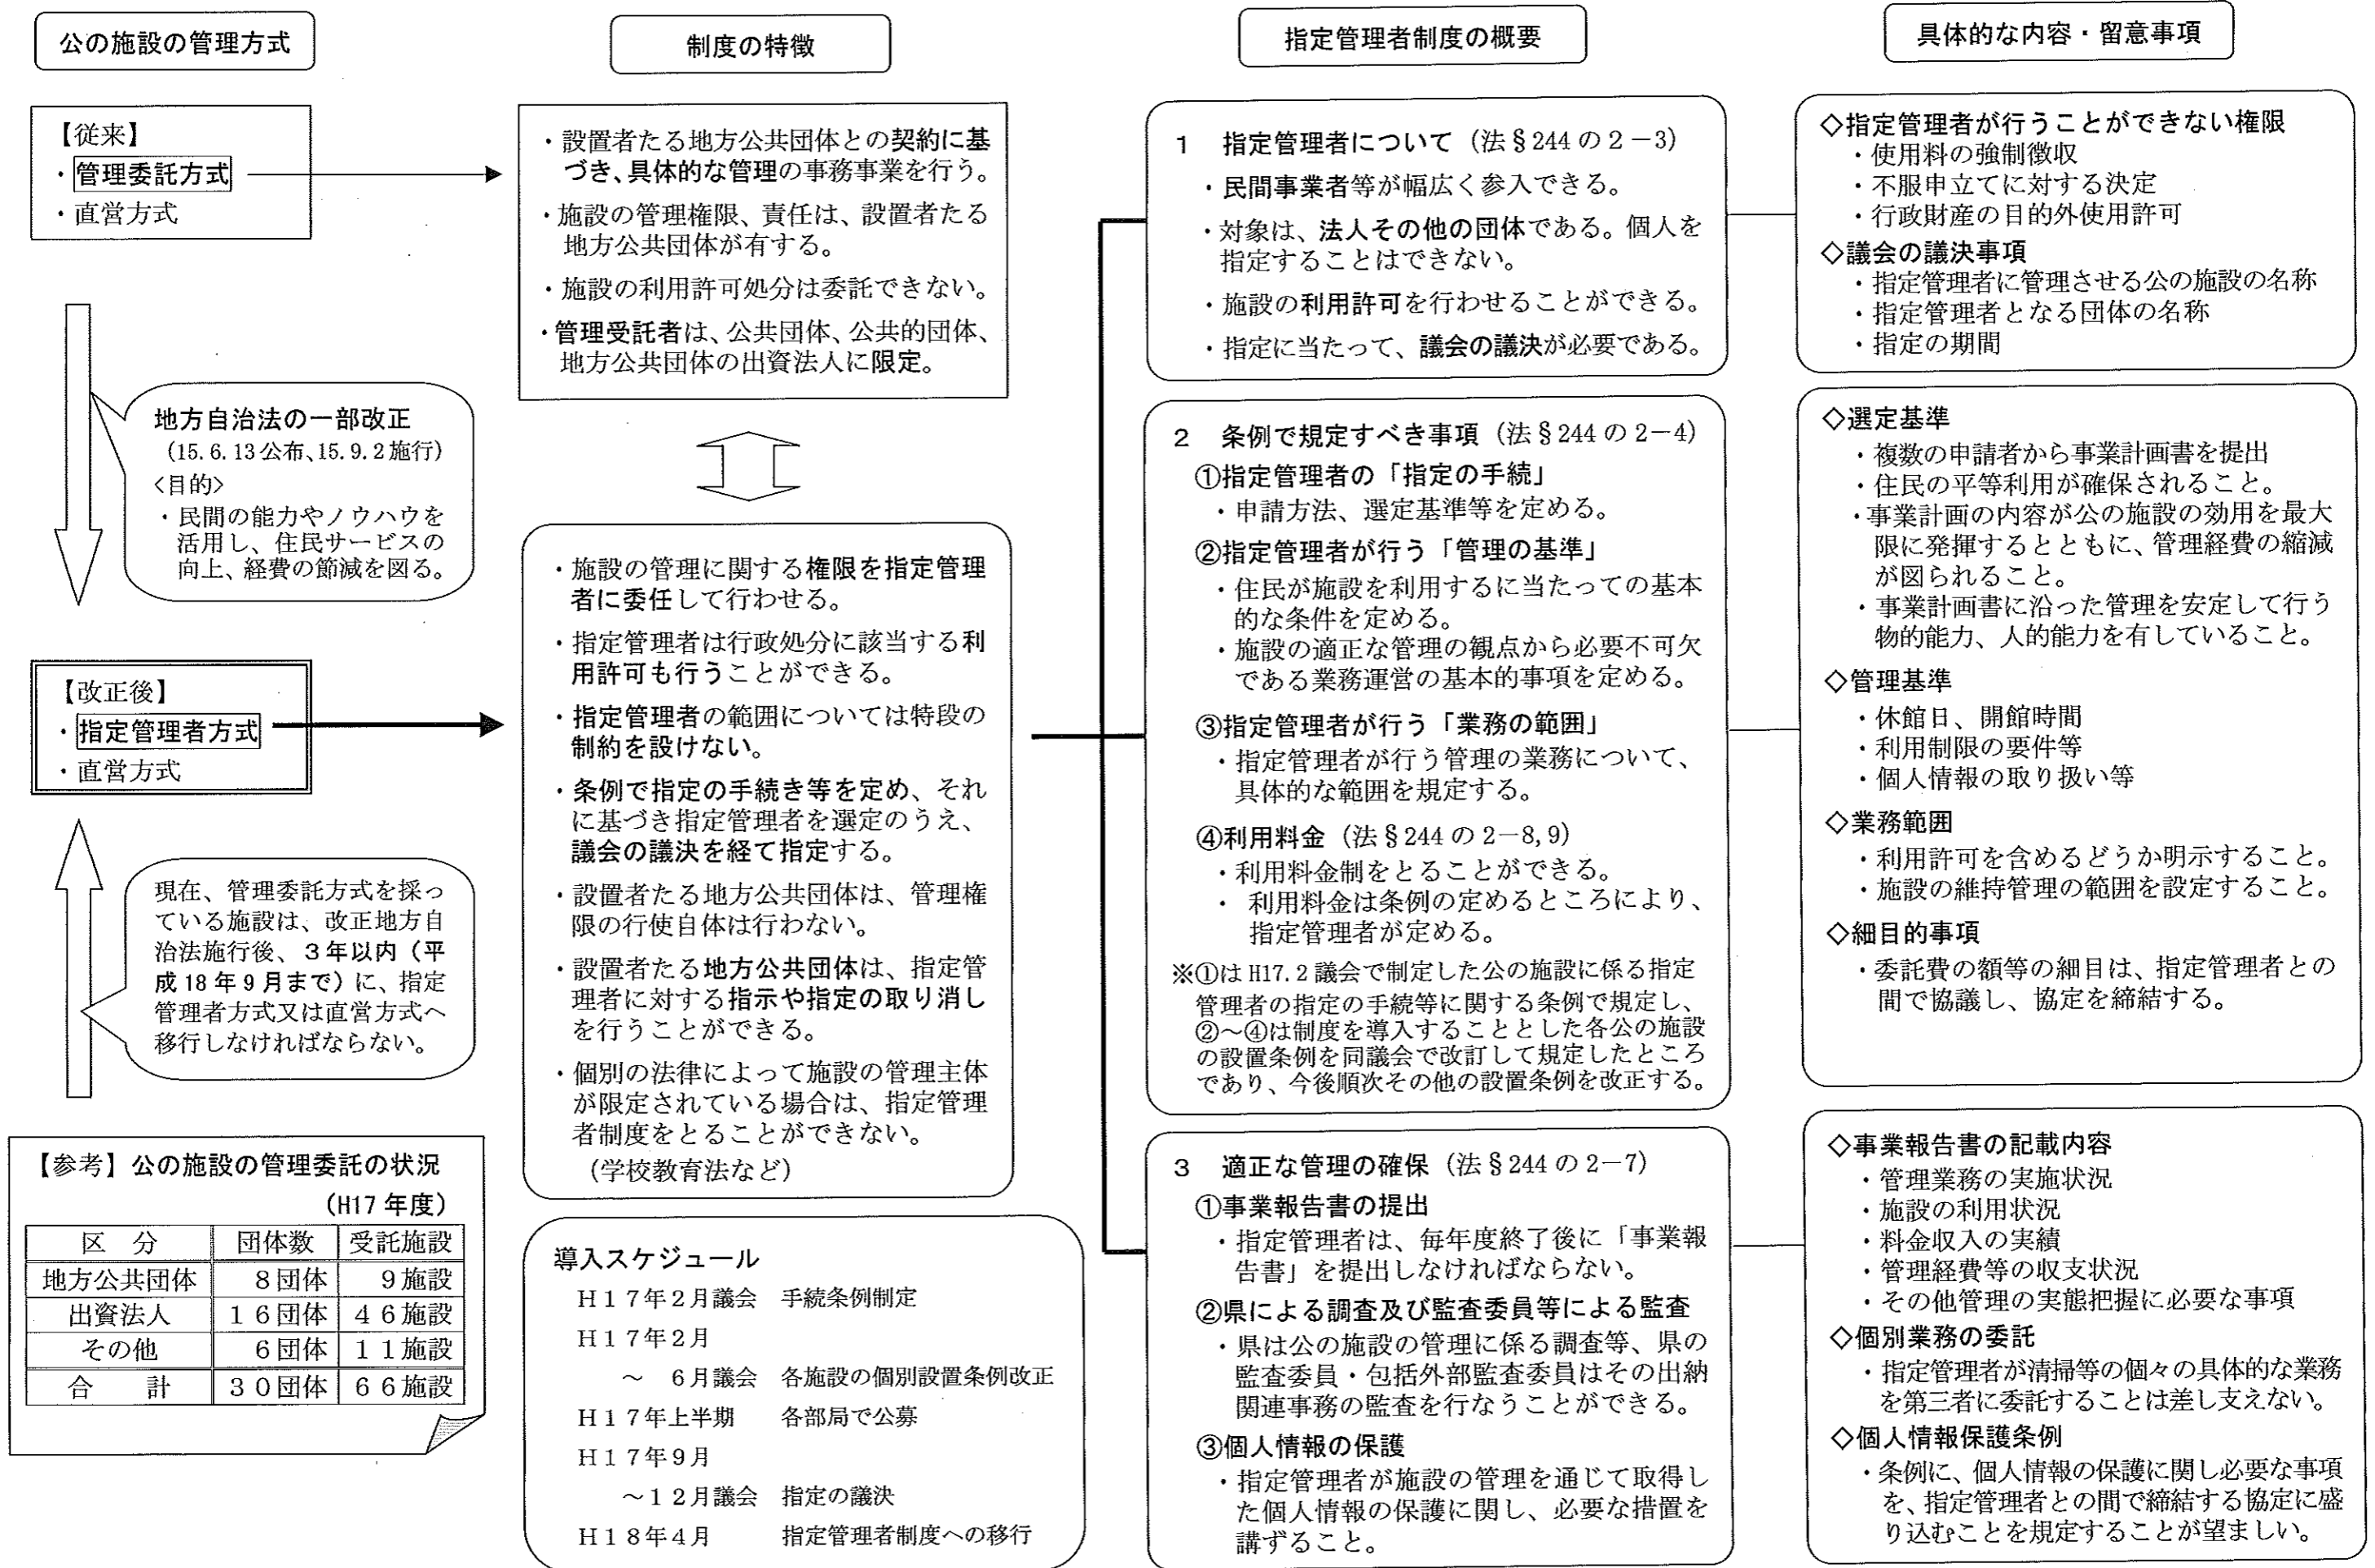 公の施設の管理方式
【従来】
・管理委託方式
・直営方式
地方自治法の一部改正
(15.6.13公布、15.9.2施行)
<目的>
・民間の能力やノウハウを
活用し、住民サービスの
向上、経費の節減を図る。
【改正後】
・指定管理者方式
・直営方式
現在、管理委託方式を採っ
ている施設は、改正地方自
治法施行後、3年以内(平
成18年9月まで)に、指定
管理者方式又は直営方式へ
移行しなければならない。
【参考】公の施設の管理委託の状況
(H17年度)
区 分 団体数 受託施設
地方公共団体 8団体 9施設
出資法人 16団体 46施設
その他 6団体 11施設
合 計 30団体 66施設
制度の特徴
・設置者たる地方公共団体との契約に基
づき、具体的な管理の事務事業を行う。
・施設の管理権限、責任は、設置者たる
地方公共団体が有する。
・施設の利用許可処分は委託できない。
・管理受託者は、公共団体、公共的団体、
地方公共団体の出資法人に限定。
・施設の管理に関する権限を指定管理
者に委任して行わせる。
・指定管理者は行政処分に該当する利
用許可も行うことができる。
・指定管理者の範囲については特段の
制約を設けない。
・条例で指定の手続き等を定め、それ
に基づき指定管理者を選定のうえ、
議会の議決を経て指定する。
・設置者たる地方公共団体は、管理権
限の行使自体は行わない。
・設置者たる地方公共団体は、指定管
理者に対する指示や指定の取り消し
を行うことができる。
・個別の法律によって施設の管理主体
が限定されている場合は、指定管理
者制度をとることができない。
(学校教育法など)
導入スケジュール
H17年2月議会 手続条例制定
H17年2月
～ 6月議会 各施設の個別設置条例改正
H17年上半期 各部局で公募
H17年9月
～12月議会 指定の議決
H18年4月 指定管理者制度への移行
指定管理者制度の概要
1 指定管理者について(法§244の2－3)
・民間事業者等が幅広く参入できる。
・対象は、法人その他の団体である。個人を
指定することはできない。
・施設の利用許可を行わせることができる。
・指定に当たって、議会の議決が必要である。
2 条例で規定すべき事項(法§244の2－4)
①指定管理者の「指定の手続」
・申請方法、選定基準等を定める。
②指定管理者が行う「管理の基準」
・住民が施設を利用するに当たっての基本
的な条件を定める。
・施設の適正な管理の観点から必要不可欠
である業務運営の基本的事項を定める。
③指定管理者が行う「業務の範囲」
・指定管理者が行う管理の業務について、
具体的な範囲を規定する。
④利用料金(法§244の2－8,9)
・利用料金制をとることができる。
・ 利用料金は条例の定めるところにより、
指定管理者が定める。
※①はH17.2議会で制定した公の施設に係る指定
管理者の指定の手続等に関する条例で規定し、
②～④は制度を導入することとした各公の施設
の設置条例を同議会で改訂して規定したところ
であり、今後順次その他の設置条例を改正する。
3 適正な管理の確保(法§244の2－7)
①事業報告書の提出
・指定管理者は、毎年度終了後に「事業報
告書」を提出しなければならない。
②県による調査及び監査委員等による監査
・県は公の施設の管理に係る調査等、県の
監査委員・包括外部監査委員はその出納
関連事務の監査を行なうことができる。
③個人情報の保護
・指定管理者が施設の管理を通じて取得し
た個人情報の保護に関し、必要な措置を
講ずること。
具体的な内容・留意事項
◇指定管理者が行うことができない権限
・使用料の強制徴収
・不服申立てに対する決定
・行政財産の目的外使用許可
◇議会の議決事項
・指定管理者に管理させる公の施設の名称
・指定管理者となる団体の名称
・指定の期間
◇選定基準
・複数の申請者から事業計画書を提出
・住民の平等利用が確保されること。
・事業計画の内容が公の施設の効用を最大
限に発揮するとともに、管理経費の縮減
が図られること。
・事業計画書に沿った管理を安定して行う
物的能力、人的能力を有していること。
◇管理基準
・休館日、開館時間
・利用制限の要件等
・個人情報の取り扱い等
◇業務範囲
・利用許可を含めるどうか明示すること。
・施設の維持管理の範囲を設定すること。
◇細目的事項
・委託費の額等の細目は、指定管理者との
間で協議し、協定を締結する。
◇事業報告書の記載内容
・管理業務の実施状況
・施設の利用状況
・料金収入の実績
・管理経費等の収支状況
・その他管理の実態把握に必要な事項
◇個別業務の委託
・指定管理者が清掃等の個々の具体的な業務
を第三者に委託することは差し支えない。
◇個人情報保護条例
・条例に、個人情報の保護に関し必要な事項
を、指定管理者との間で締結する協定に盛
り込むことを規定することが望ましい。